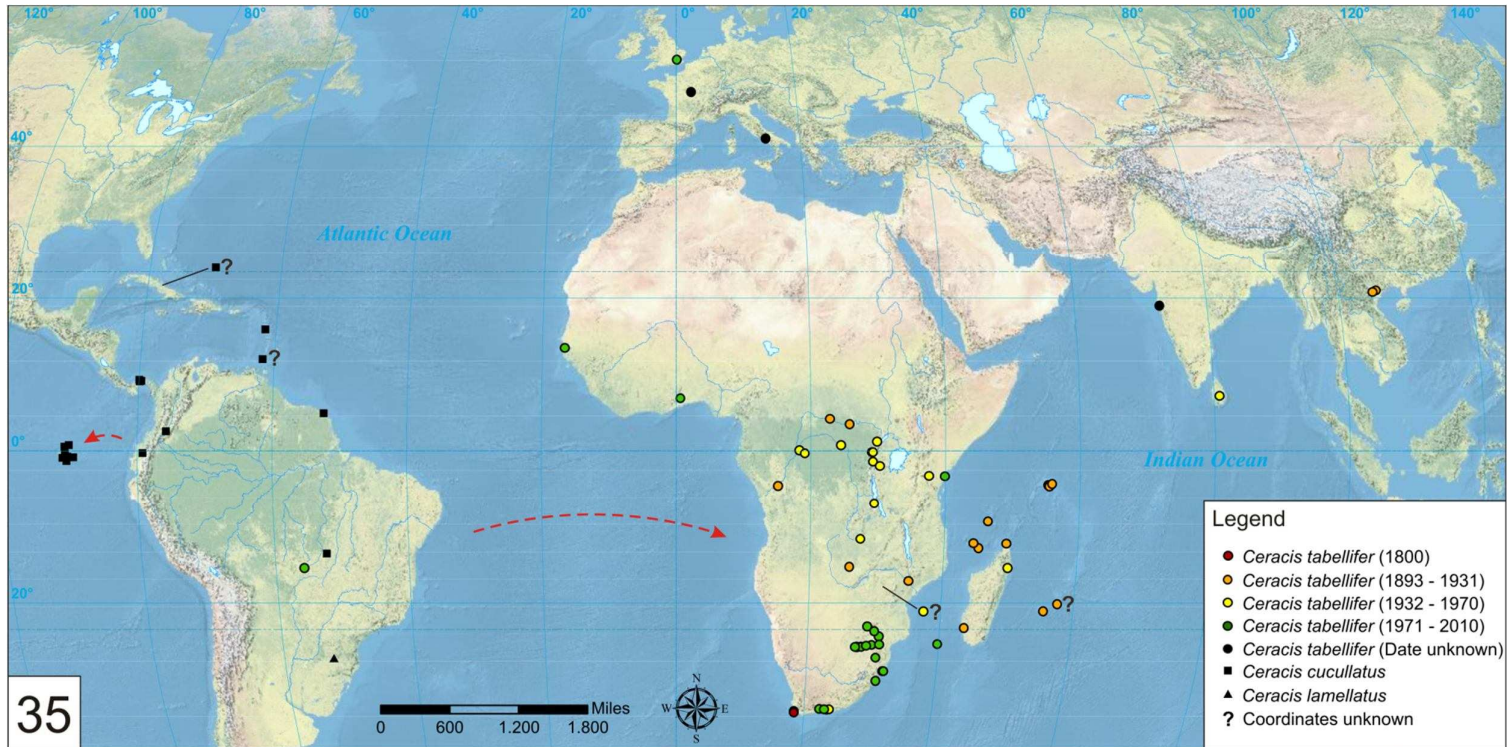 120° 100° 80° 60° 40° 20° 0° 20° 40° 60° 80° 100° 120° 140°
40°
Atlantic Ocean
?
20°
?
0°
Indian Ocean
20°
?
?
Legend
Ceracis tabellifer (1800)
Ceracis tabellifer (1893 - 1931)
Ceracis tabellifer (1932 - 1970)
Ceracis tabellifer (1971 - 2010)
Ceracis tabellifer (Date unknown)
Ceracis cucullatus
Ceracis lamellatus
? Coordinates unknown
35
Miles
0 600 1.200 1.800
N
W E
S